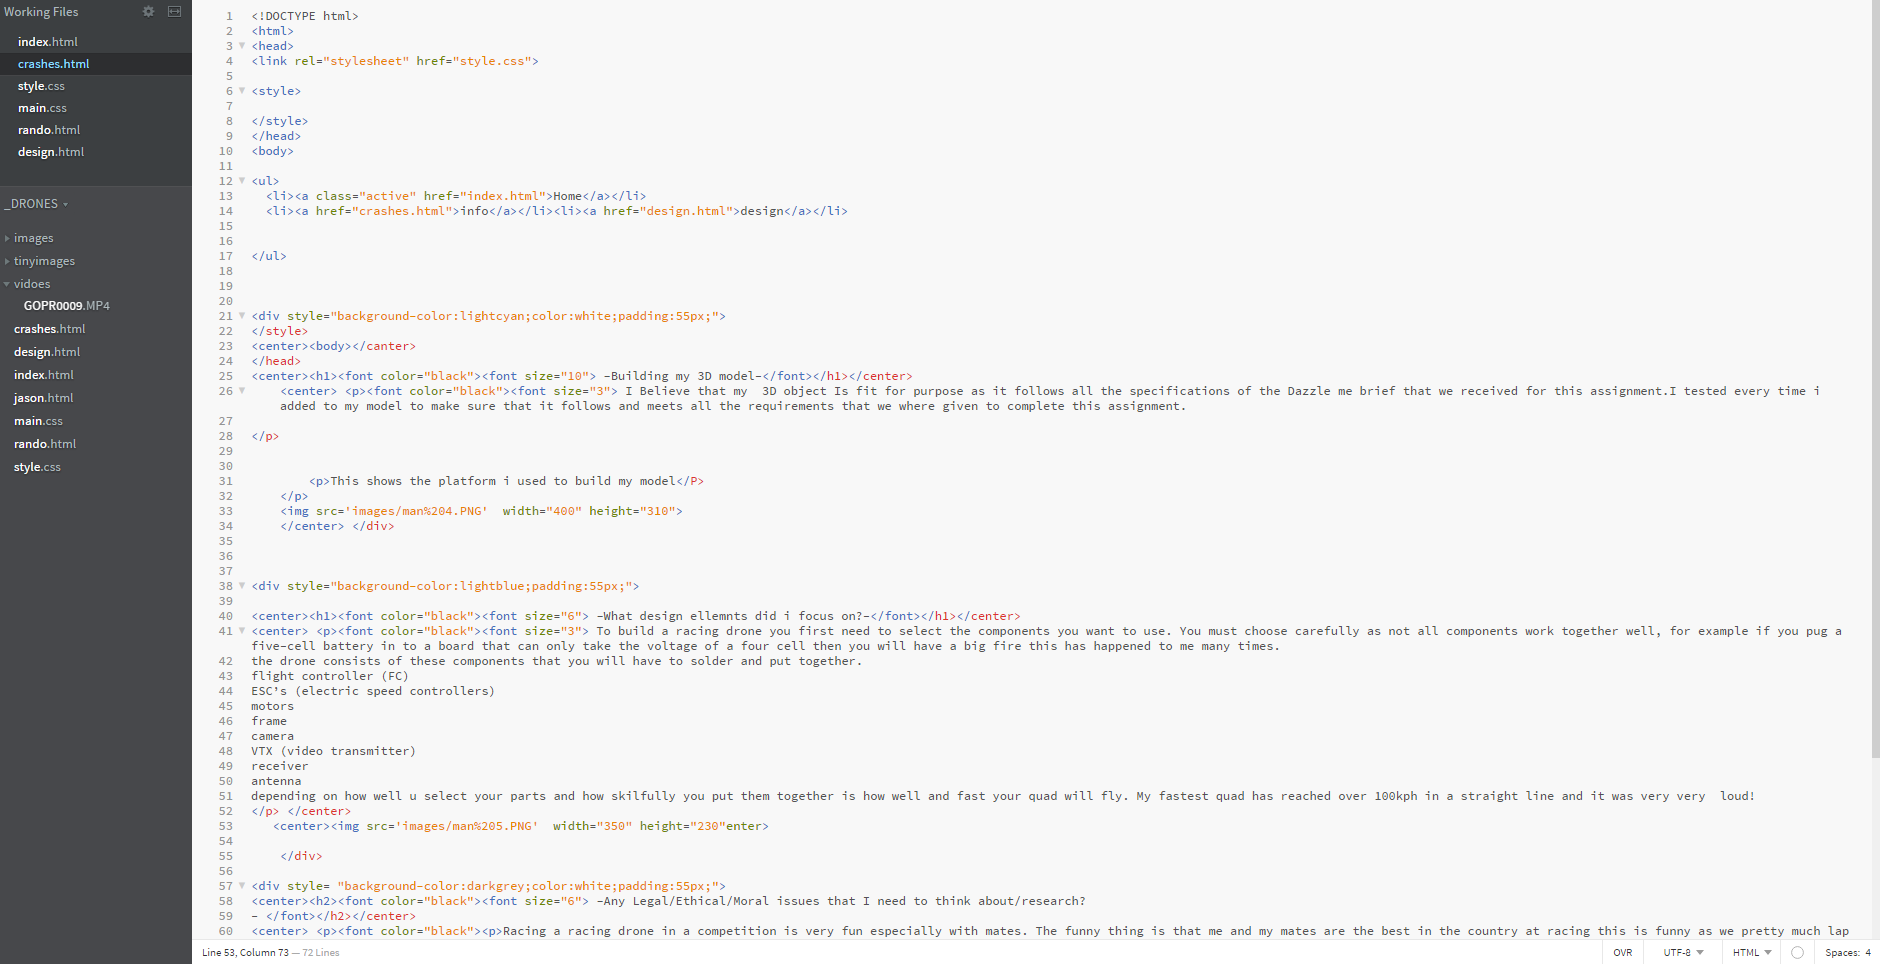 Working Files
index.html
crashes.html
style.css
main.css
rando.html
design.html
_DRONES
images
tinyimages
vidoes
GOPR0009.MP4
crashes.html
design.html
index.html
jason.html
main.css
rando.html
style.css
1 <!DOCTYPE html>
2 <html>
3 <head>
4 <link rel="stylesheet" href="style.css">
5
6 <style>
7
8 </style>
9 </head>
10 <body>
11
12 <ul>
13 <li><a class="active" href="index.html">Home</a></li>
14 <li><a href="crashes.html">info</a></li><li><a href="design.html">design</a></li>
15
16
17 </ul>
18
19
20
21 <div style="background-color:lightcyan;color:white;padding:55px;">
22 </style>
23 <center><body></canter>
24 </head>
25 <center><h1><font color="black"><font size="10"> -Building my 3D model-</font></h1></center>
26 <center> <p><font color="black"><font size="3"> I Believe that my  3D object Is fit for purpose as it follows all the specifications of the Dazzle me brief that we received for this assignment.I tested every time i
added to my model to make sure that it follows and meets all the requirements that we where given to complete this assignment.
27
28 </p>
29
30
31 <p>This shows the platform i used to build my model</P>
32 </p>
33 <img src='images/man%204.PNG'  width="400" height="310">
34 </center> </div>
35
36
37
38 <div style="background-color:lightblue;padding:55px;">
39
40 <center><h1><font color="black"><font size="6"> -What design ellemnts did i focus on?-</font></h1></center>
41 <center> <p><font color="black"><font size="3"> To build a racing drone you first need to select the components you want to use. You must choose carefully as not all components work together well, for example if you pug a
five-cell battery in to a board that can only take the voltage of a four cell then you will have a big fire this has happened to me many times.
42 the drone consists of these components that you will have to solder and put together.
43 flight controller (FC)
44 ESC's (electric speed controllers)
45 motors
46 frame
47 camera
48 VTX (video transmitter)
49 receiver
50 antenna
51 depending on how well u select your parts and how skilfully you put them together is how well and fast your quad will fly. My fastest quad has reached over 100kph in a straight line and it was very very  loud!
52 </p> </center>
53 <center><img src='images/man%205.PNG'  width="350" height="230"enter>
54
55 </div>
56
57 <div style= "background-color:darkgrey;color:white;padding:55px;">
58 <center><h2><font color="black"><font size="6"> -Any Legal/Ethical/Moral issues that I need to think about/research?
59 - </font></h2></center>
60 <center> <p><font color="black"><p>Racing a racing drone in a competition is very fun especially with mates. The funny thing is that me and my mates are the best in the country at racing this is funny as we pretty much lap
Line 53, Column 73 — 72 Lines
OVR UTF-8 HTML Spaces: 4